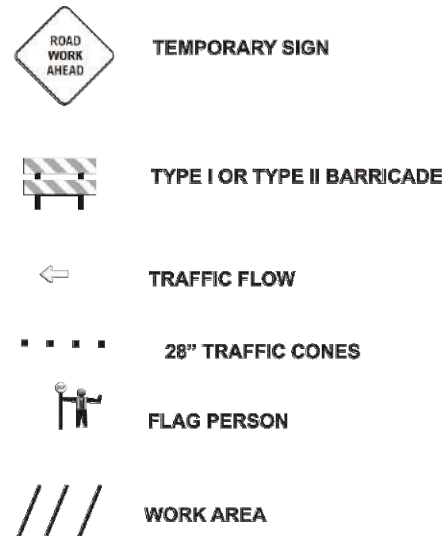 ROAD
WORK
AHEAD
TEMPORARY SIGN
TYPE I OR TYPE II BARRICADE
TRAFFIC FLOW
28” TRAFFIC CONES
FLAG PERSON
WORK AREA